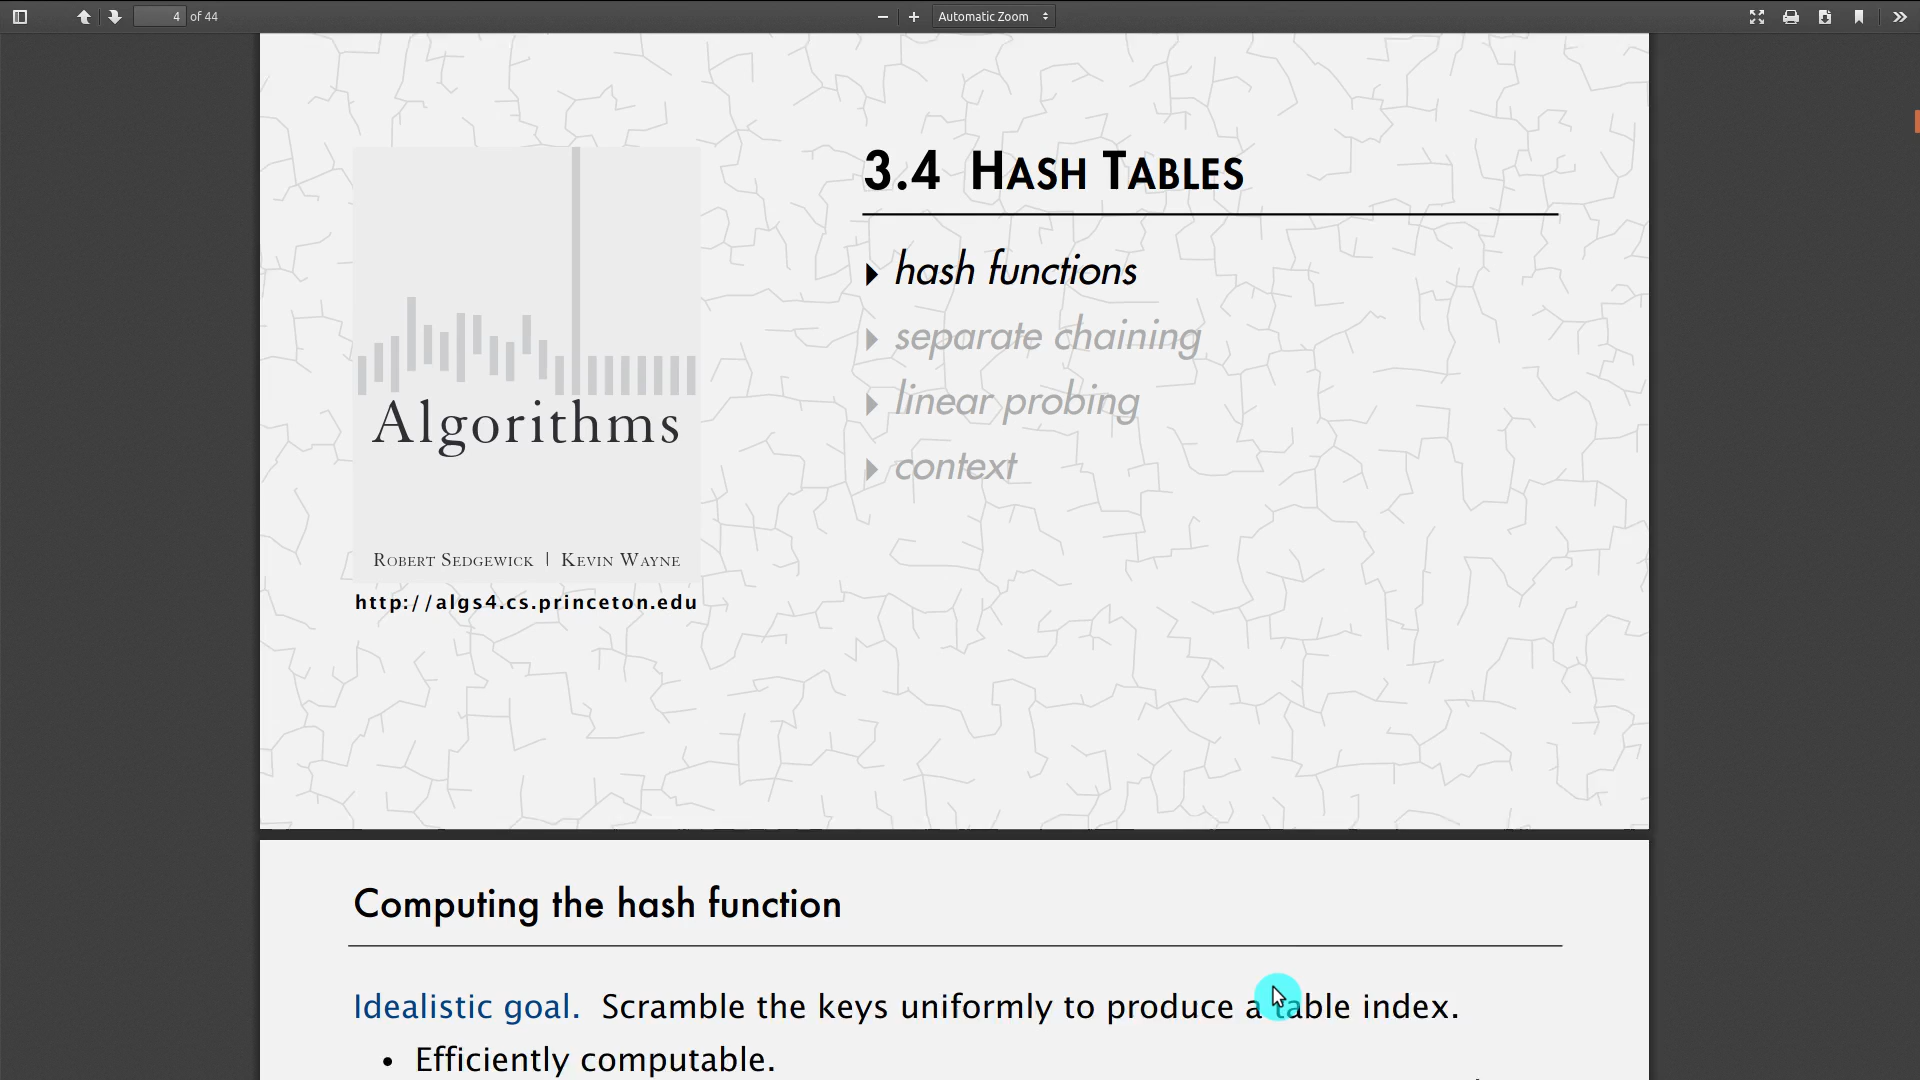 4 of 44
Automatic Zoom
3.4 HASH TABLES
hash functions
separate chaining
linear probing
context
Algorithms
ROBERT SEDGEWICK | KEVIN WAYNE
http://algs4.cs.princeton.edu
Computing the hash function
Idealistic goal. Scramble the keys uniformly to produce a table index.
• Efficiently computable.